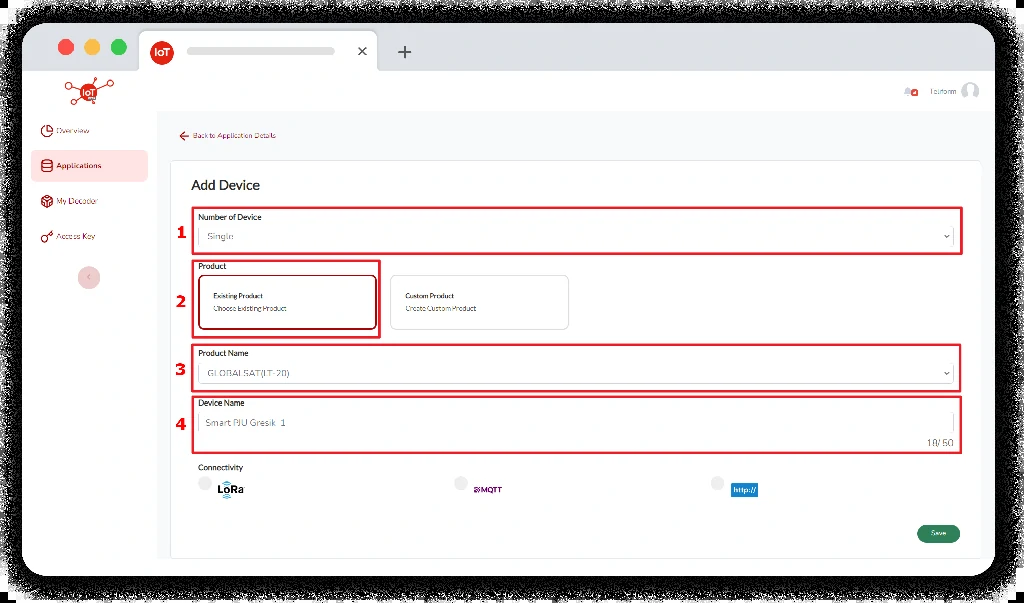 IoT
IoT
Telform
Overview
Back to Application Details
Applications
Add Device
My Decoder
Number of Device
1
Single
Access Key
Product
2
Existing Product
Choose Existing Product
Custom Product
Create Custom Product
Product Name
3
GLOBALSAT(LT-20)
Device Name
4
Smart PJU Gresik 1
18/50
Connectivity
LoRa
MQTT
http://
Save